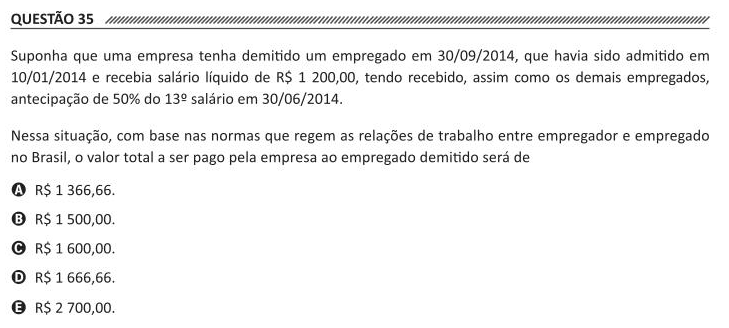 QUESTÃO 35
Suponha que uma empresa tenha demitido um empregado em 30/09/2014, que havia sido admitido em
10/01/2014 e recebia salário líquido de R$ 1 200,00, tendo recebido, assim como os demais empregados,
antecipação de 50% do 13º salário em 30/06/2014.
Nessa situação, com base nas normas que regem as relações de trabalho entre empregador e empregado
no Brasil, o valor total a ser pago pela empresa ao empregado demitido será de
A R$ 1 366,66.
B R$ 1 500,00.
C R$ 1 600,00.
D R$ 1 666,66.
E R$ 2 700,00.